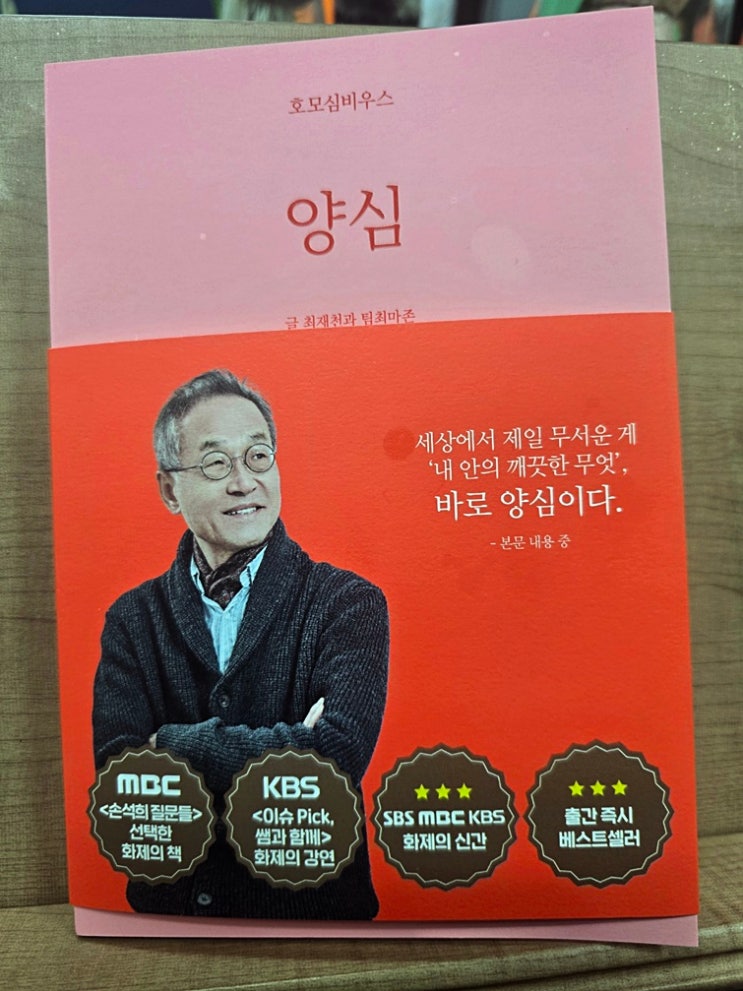 호모심비우스
양심
글 최재천과 팀최마존
세상에서 제일 무서운 게
‘내 안의 깨끗한 무엇’,
바로 양심이다.
- 본문 내용 중
MBC
<손석희 질문들>
선택한
화제의 책
KBS
<이슈 Pick,
쌤과 함께>
화제의 강연
SBS MBC KBS
화제의 신간
출간 즉시
베스트셀러